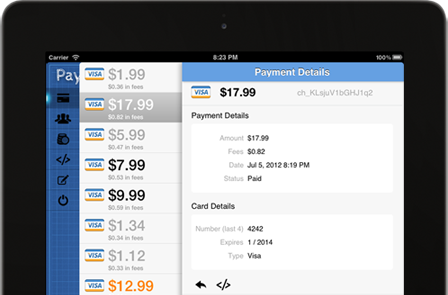 Carrier 8:23 PM 100%
Pay
VISA $1.99
$0.36 in fees
VISA $17.99
$0.82 in fees
VISA $5.99
$0.47 in fees
VISA $7.99
$0.53 in fees
VISA $9.99
$0.59 in fees
VISA $1.34
$0.34 in fees
VISA $1.12
$0.33 in fees
VISA $12.99
Payment Details
VISA $17.99 ch_KLsjuV1bGHJ1q2
Payment Details
Amount $17.99
Fees $0.82
Date Jul 5, 2012 8:19 PM
Status Paid
Card Details
Number (last 4) 4242
Expires 1 / 2014
Type Visa